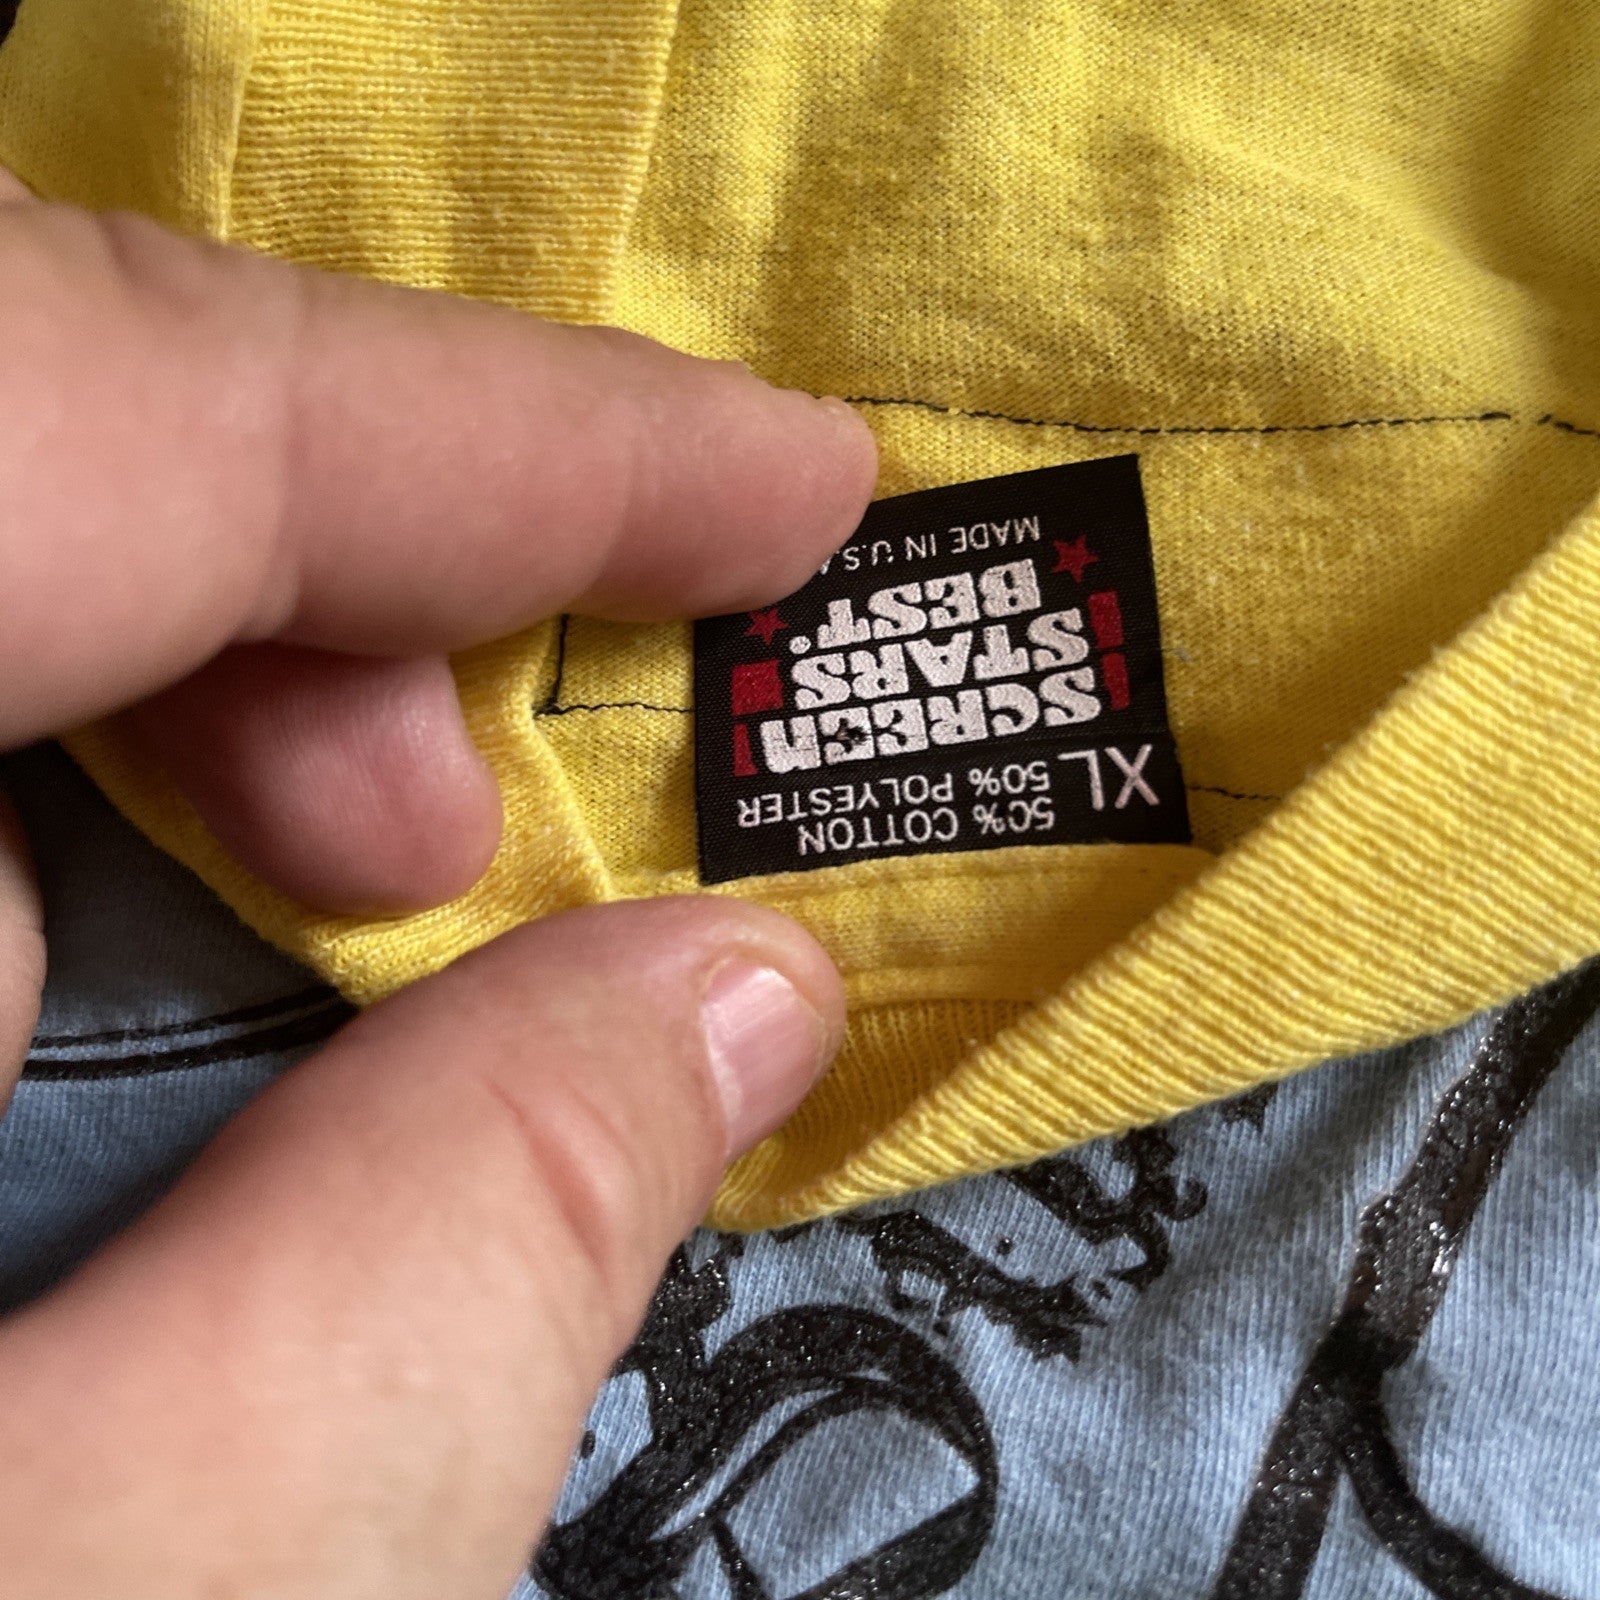 XL 50% COTTON
50% POLYESTER
SCREEN
STARS
BEST
MADE IN U.S.A